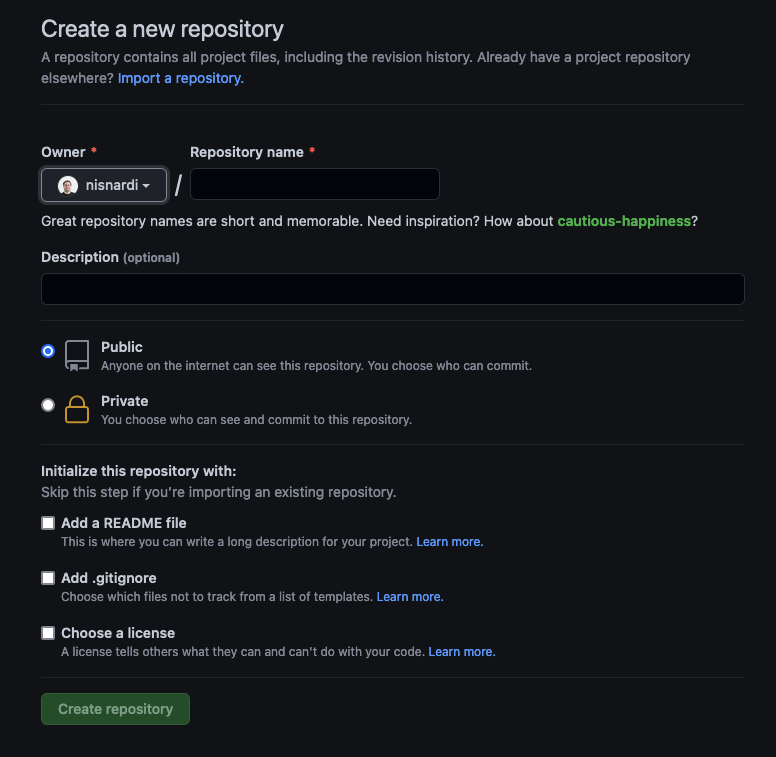 Create a new repository
A repository contains all project files, including the revision history. Already have a project repository
elsewhere? Import a repository.
Owner *
Repository name *
nisnardi
/
Great repository names are short and memorable. Need inspiration? How about cautious-happiness?
Description (optional)
Public
Anyone on the internet can see this repository. You choose who can commit.
Private
You choose who can see and commit to this repository.
Initialize this repository with:
Skip this step if you’re importing an existing repository.
Add a README file
This is where you can write a long description for your project. Learn more.
Add .gitignore
Choose which files not to track from a list of templates. Learn more.
Choose a license
A license tells others what they can and can't do with your code. Learn more.
Create repository